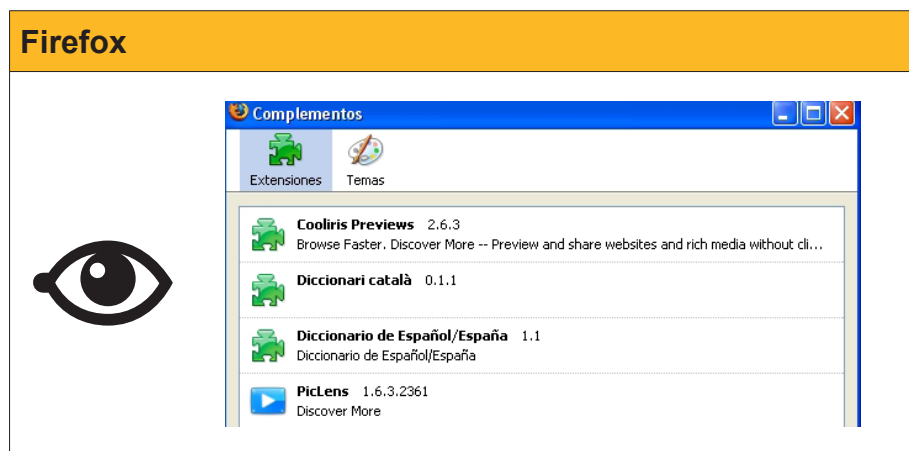 Firefox
Complementos
Extensiones Temas
Cooliris Previews 2.6.3
Browse Faster. Discover More -- Preview and share websites and rich media without cli...
Diccionari català 0.1.1
Diccionario de Español/España 1.1
Diccionario de Español/España
PicLens 1.6.3.2361
Discover More